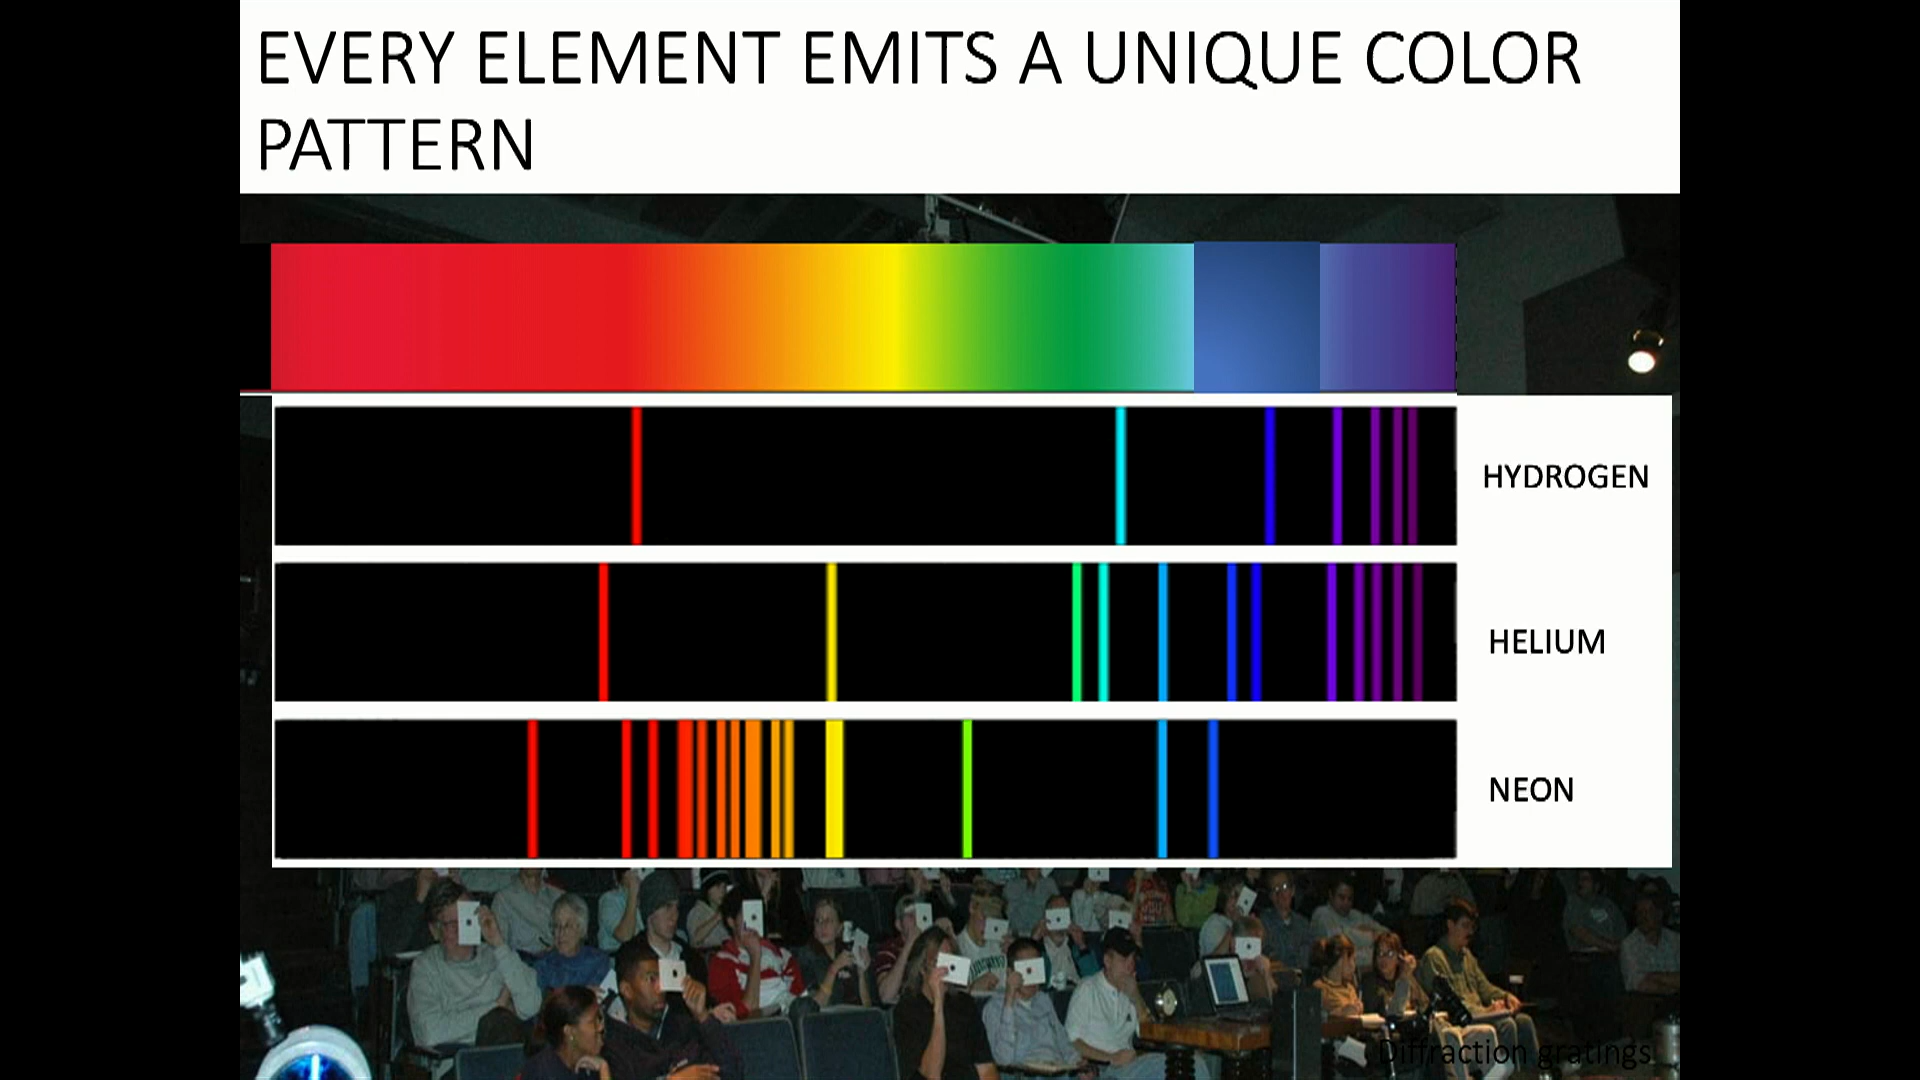 EVERY ELEMENT EMITS A UNIQUE COLOR
PATTERN
HYDROGEN
HELIUM
NEON
Diffraction gratings